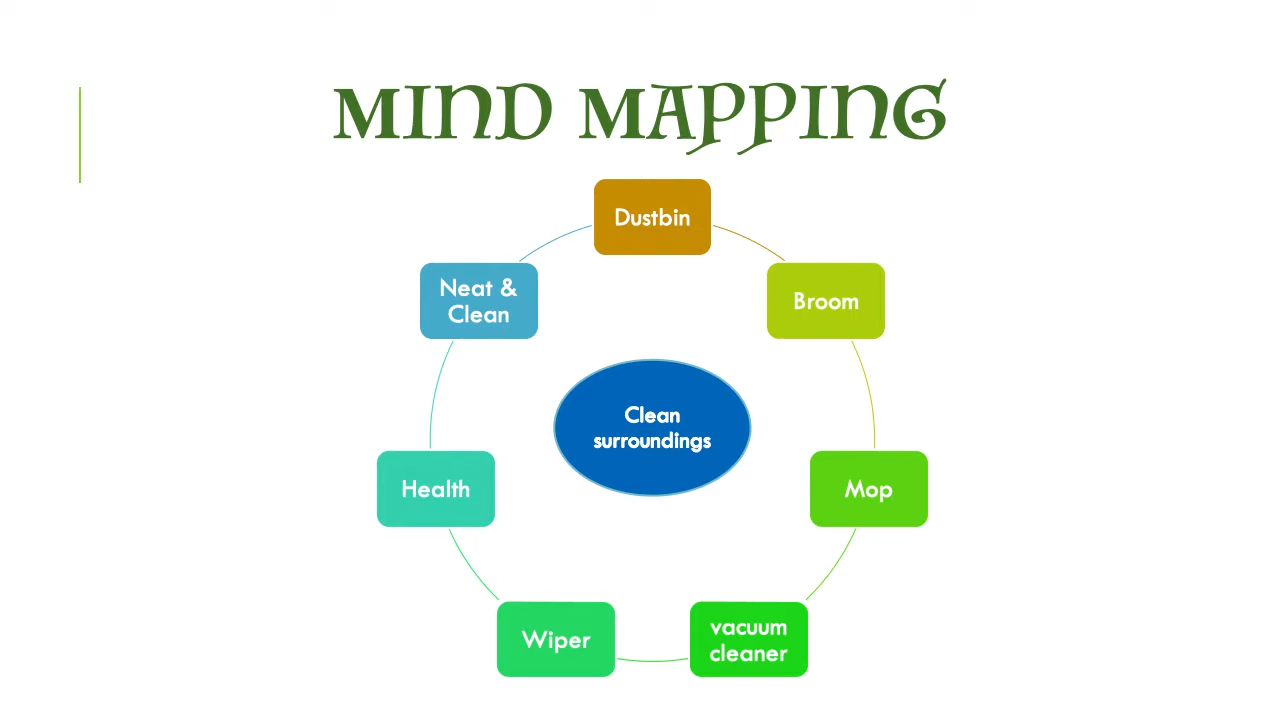 MIND MAPPING
Dustbin
Neat &
Clean
Broom
Clean
surroundings
Health
Mop
Wiper
vacuum
cleaner